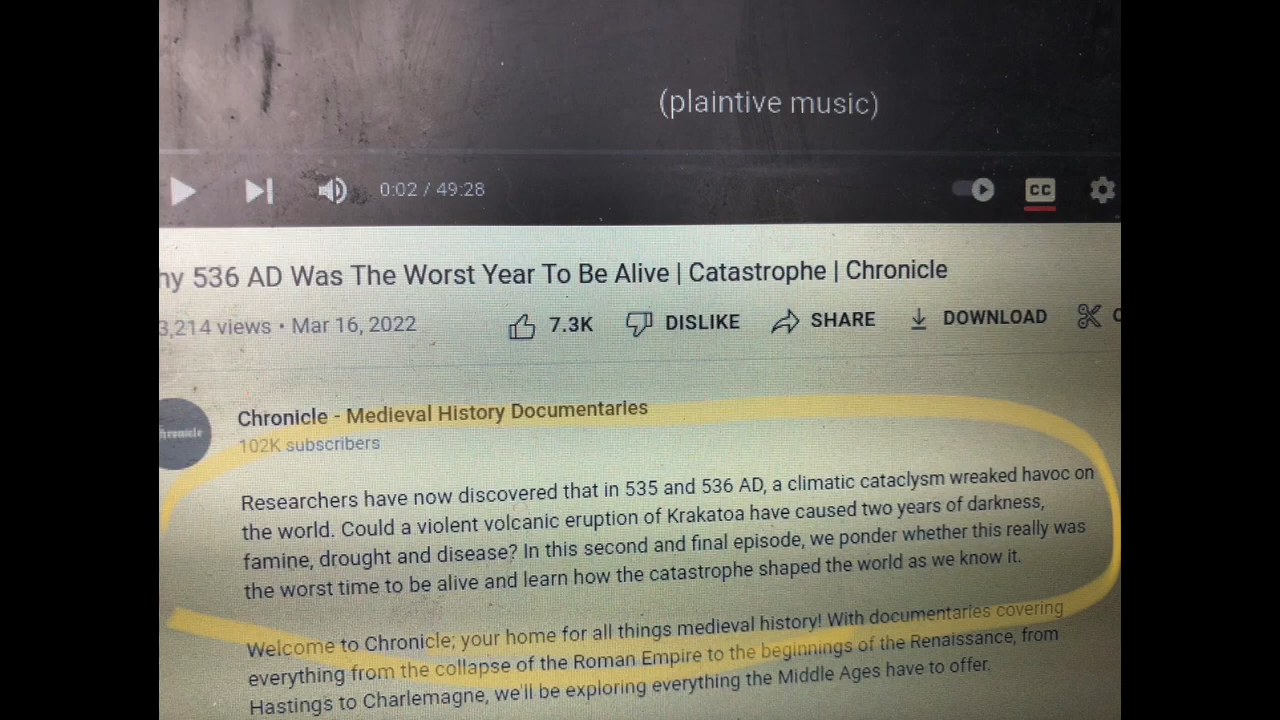 (plaintive music)
0:02 / 49:28
CC
ny 536 AD Was The Worst Year To Be Alive | Catastrophe | Chronicle
3,214 views • Mar 16, 2022
7.3K
DISLIKE
SHARE
DOWNLOAD
C
Chronicle - Medieval History Documentaries
hronicle
102K subscribers
Researchers have now discovered that in 535 and 536 AD, a climatic cataclysm wreaked havoc on
the world. Could a violent volcanic eruption of Krakatoa have caused two years of darkness,
famine, drought and disease? In this second and final episode, we ponder whether this really was
the worst time to be alive and learn how the catastrophe shaped the world as we know it.
Welcome to Chronicle; your home for all things medieval history! With documentaries covering
everything from the collapse of the Roman Empire to the beginnings of the Renaissance, from
Hastings to Charlemagne, we'll be exploring everything the Middle Ages have to offer.